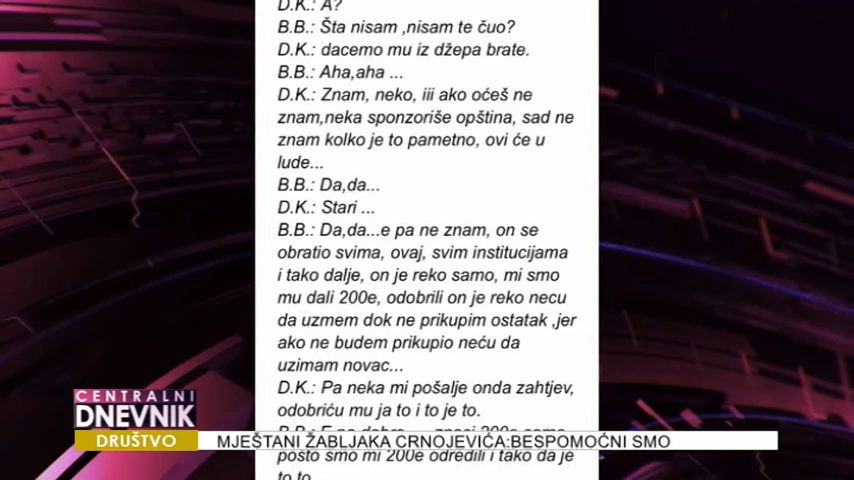 D.K.: A?
B.B.: Šta nisam ,nisam te čuo?
D.K.: dacemo mu iz džepa brate.
B.B.: Aha,aha ...
D.K.: Znam, neko, iii ako oćeš ne
znam,neka sponzoriše opština, sad ne
znam kolko je to pametno, ovi će u
lude...
B.B.: Da,da...
D.K.: Stari ...
B.B.: Da,da...e pa ne znam, on se
obratio svima, ovaj, svim institucijama
i tako dalje, on je reko samo, mi smo
mu dali 200e, odobrili on je reko necu
da uzmem dok ne prikupim ostatak ,jer
ako ne budem prikupio neću da
uzimam novac...
D.K.: Pa neka mi pošalje onda zahtjev,
odobriću mu ja to i to je to.
pošto smo mi 200e odredili i tako da je
to to
CENTRALNI
DNEVNIK
DRUŠTVO
MJEŠTANI ŽABLJAKA CRNOJEVIĆA:BESPOMOĆNI SMO